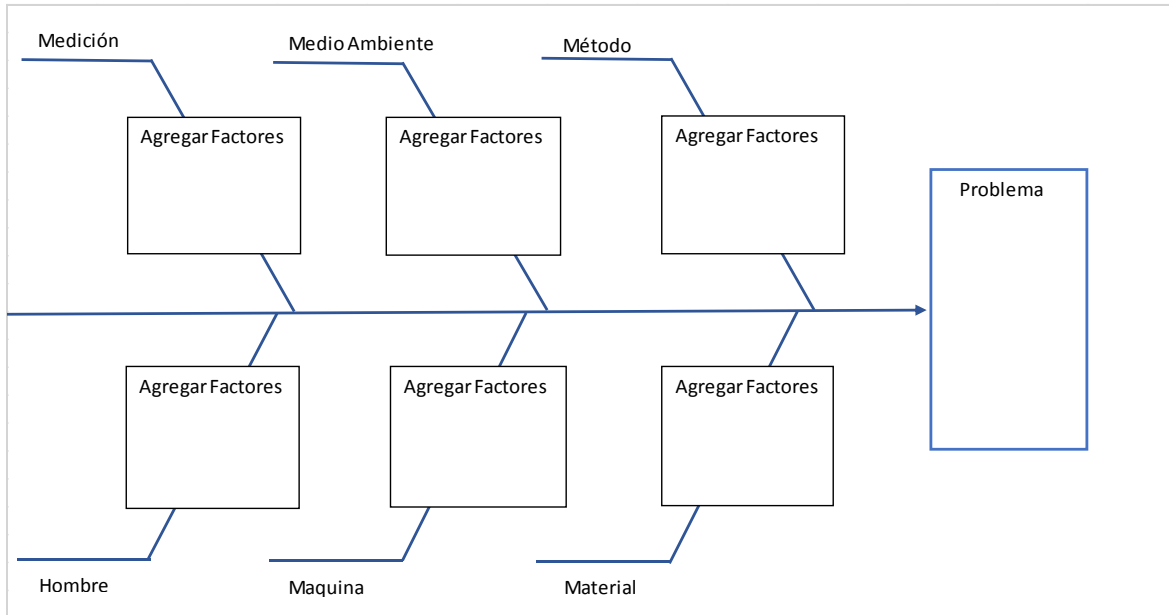 Medición
Medio Ambiente
Método
Agregar Factores
Agregar Factores
Agregar Factores
Problema
Agregar Factores
Agregar Factores
Agregar Factores
Hombre
Maquina
Material